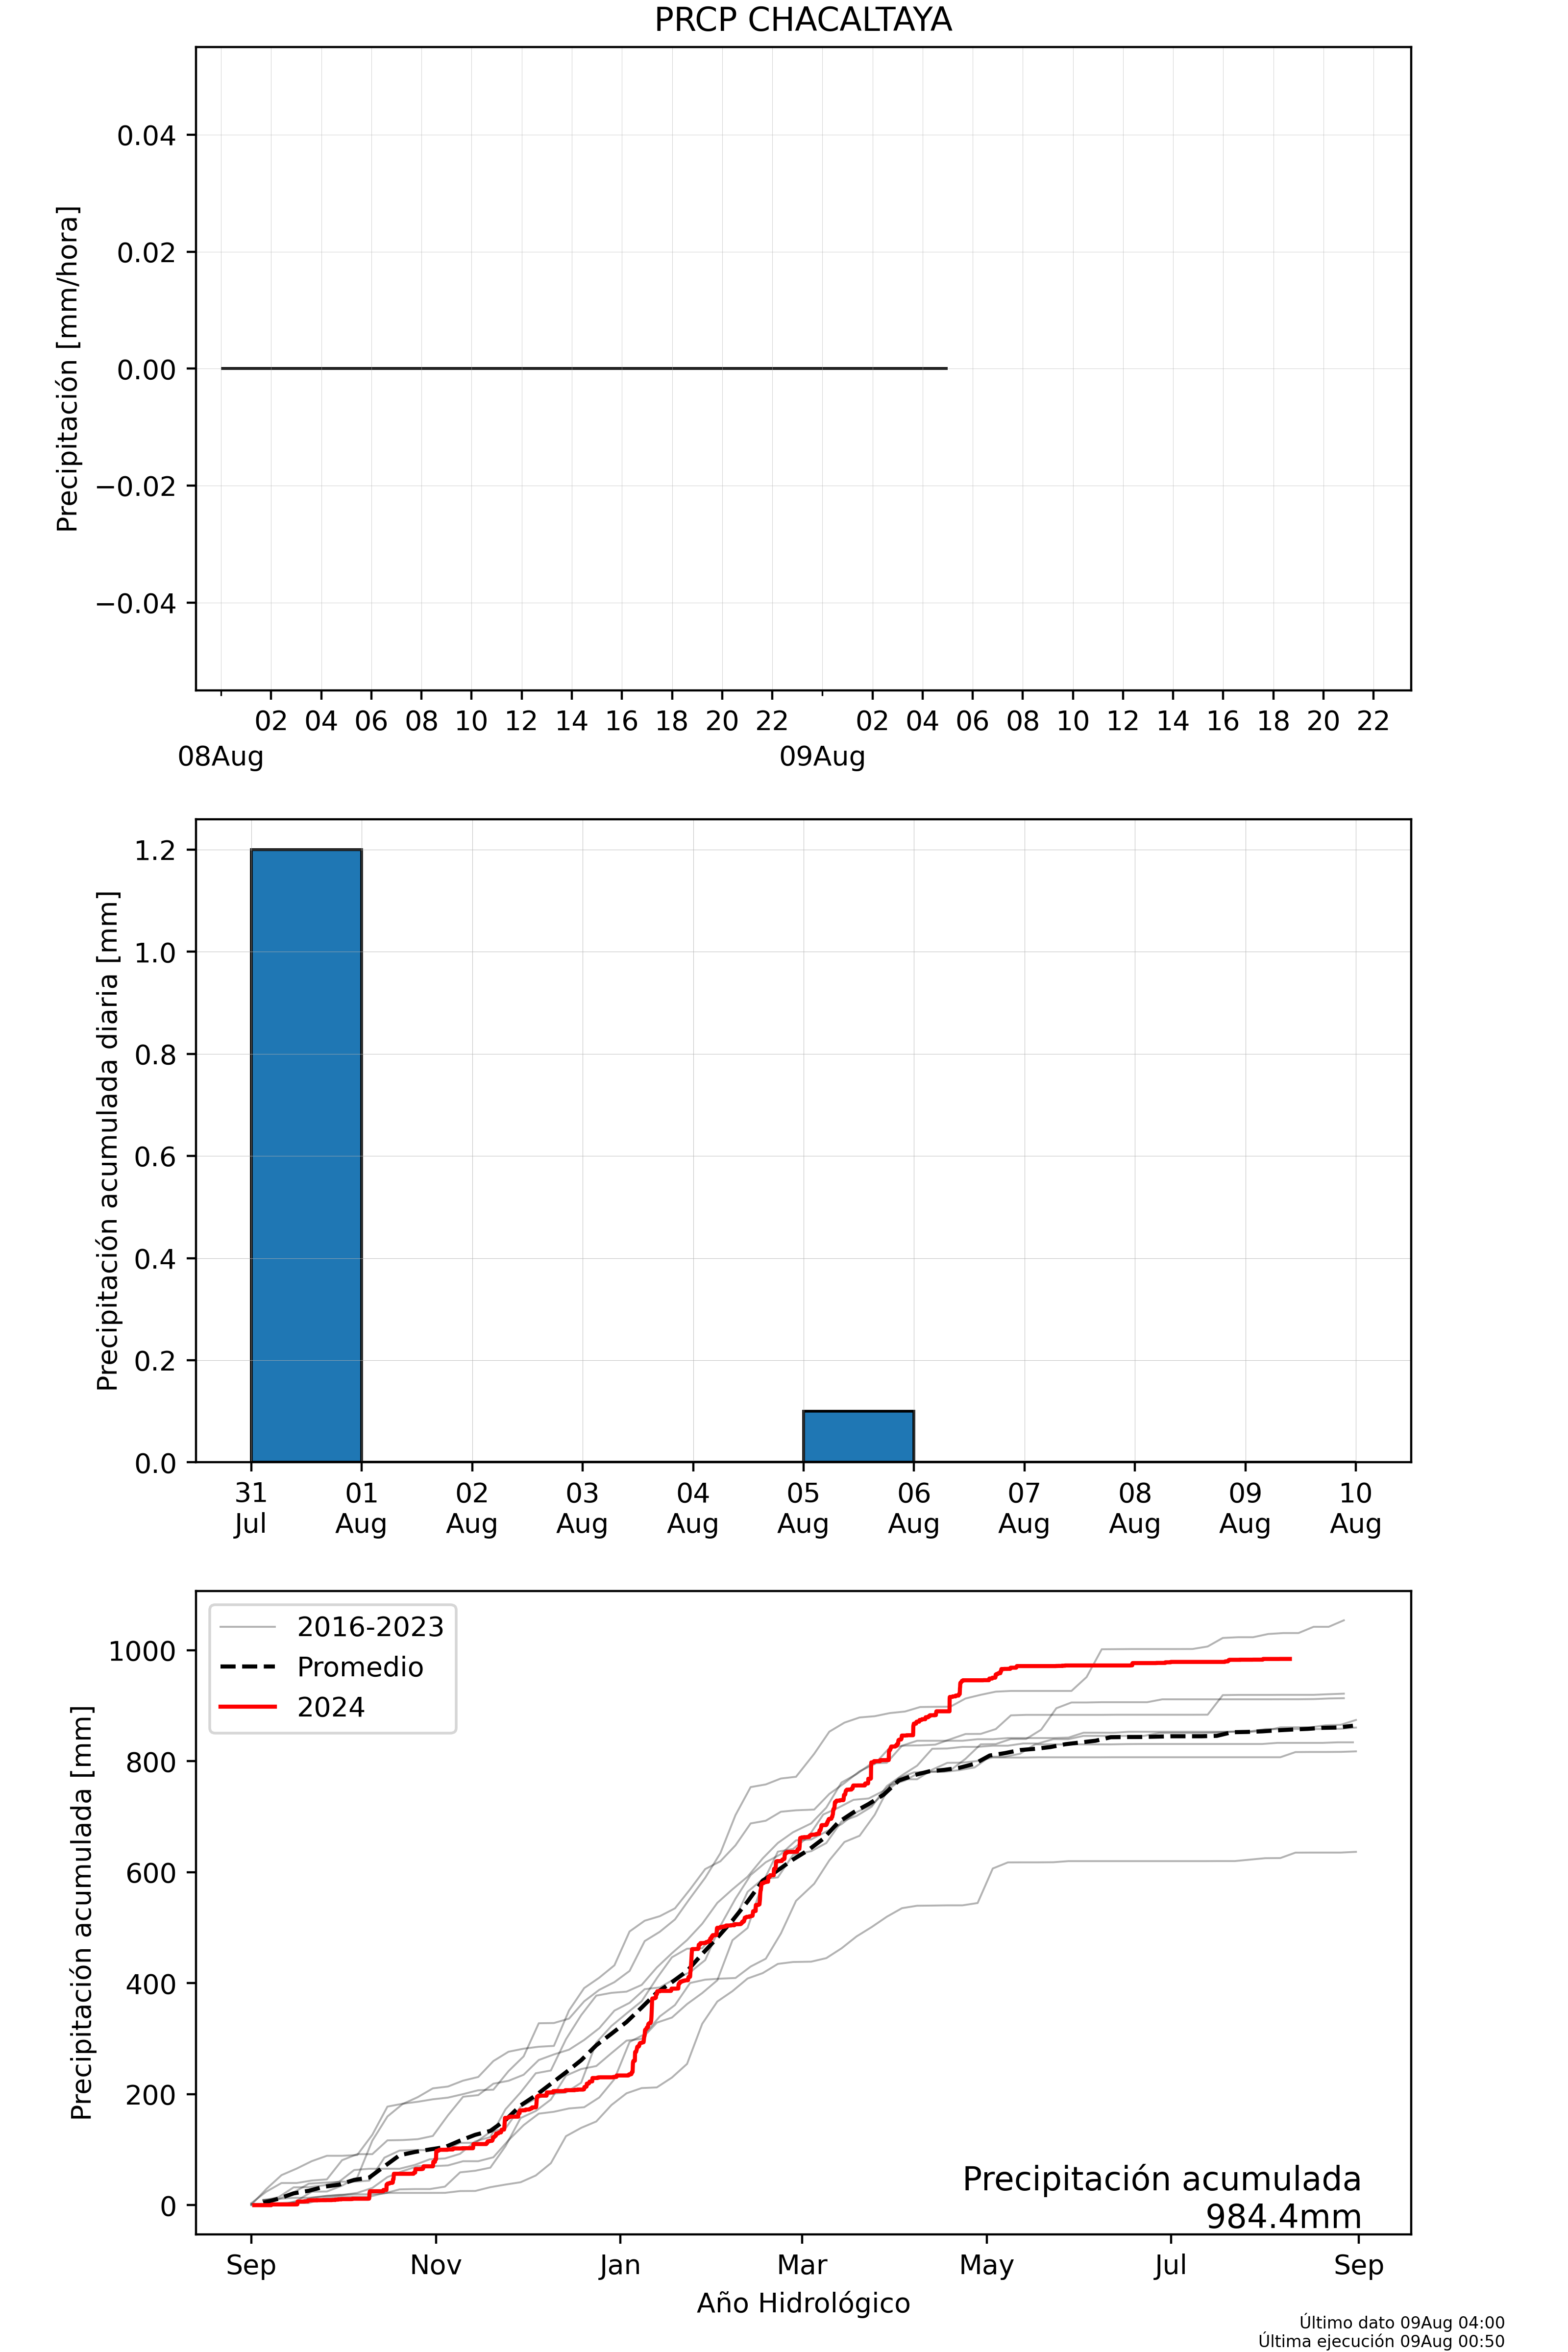 PRCP CHACALTAYA
Precipitación [mm/hora]
0.04
0.02
0.00
−0.02
−0.04
02 04 06 08 10 12 14 16 18 20 22 02 04 06 08 10 12 14 16 18 20 22
08Aug 09Aug
Precipitación acumulada diaria [mm]
1.2
1.0
0.8
0.6
0.4
0.2
0.0
31 01 02 03 04 05 06 07 08 09 10
Jul Aug Aug Aug Aug Aug Aug Aug Aug Aug Aug
Precipitación acumulada [mm]
1000
800
600
400
200
0
2016-2023
Promedio
2024
Precipitación acumulada
984.4mm
Sep Nov Jan Mar May Jul Sep
Año Hidrológico
Último dato 09Aug 04:00
Última ejecución 09Aug 00:50